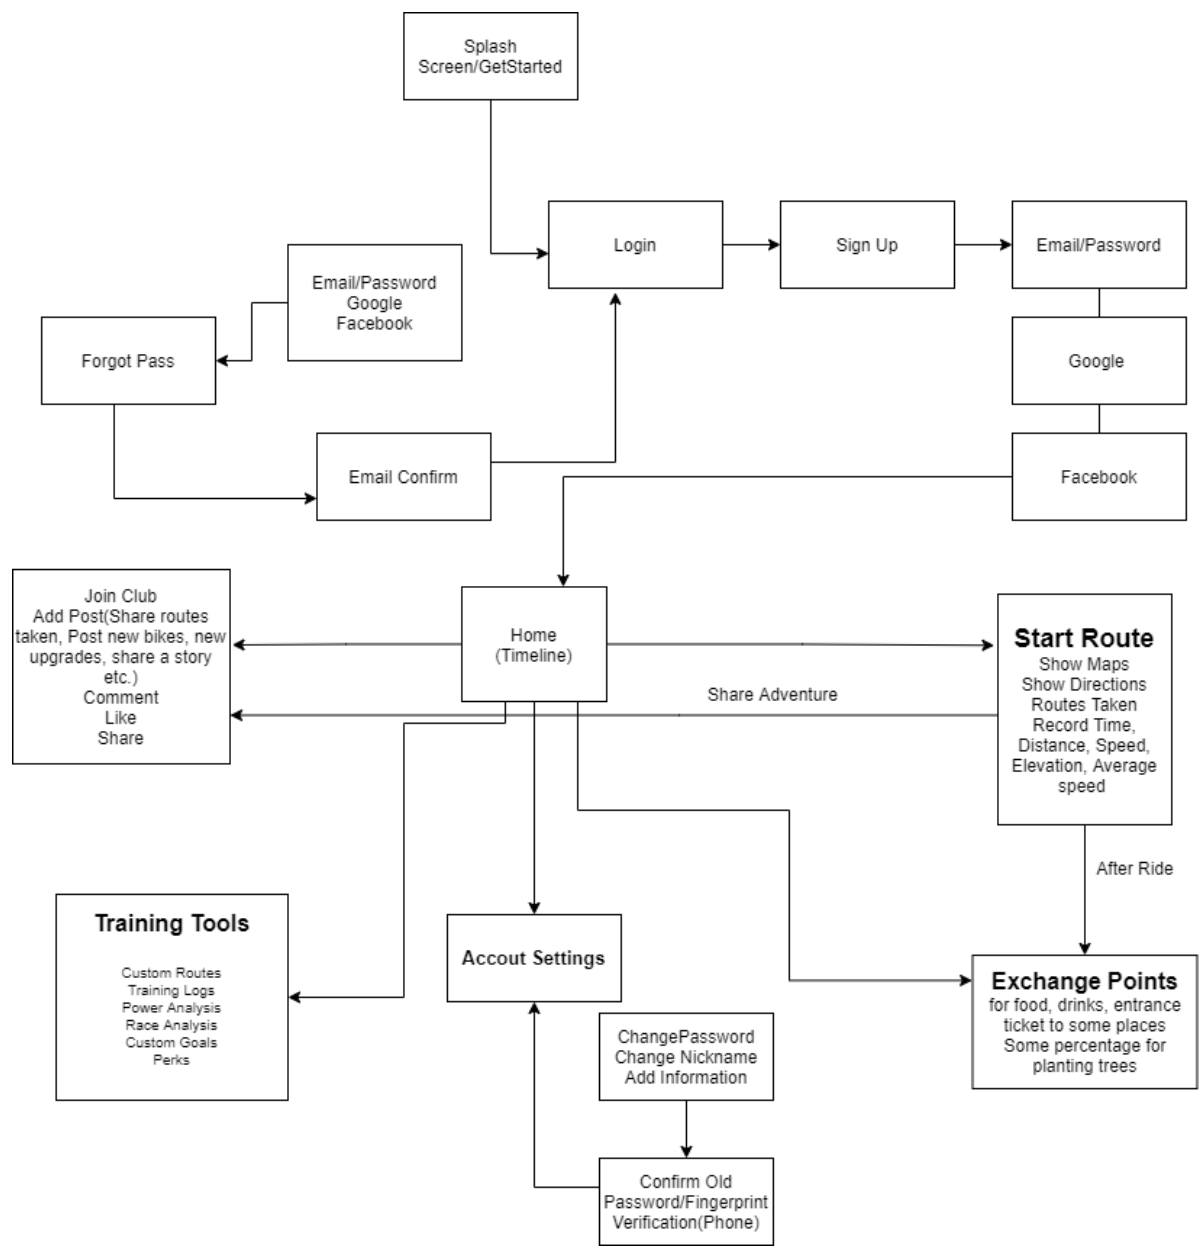 Splash
Screen/GetStarted
Login
Sign Up
Email/Password
Email/Password
Google
Facebook
Forgot Pass
Google
Email Confirm
Facebook
Join Club
Add Post(Share routes
taken, Post new bikes, new
upgrades, share a story
etc.)
Comment
Like
Share
Home
(Timeline)
Share Adventure
Start Route
Show Maps
Show Directions
Routes Taken
Record Time,
Distance, Speed,
Elevation, Average
speed
After Ride
Training Tools
Custom Routes
Training Logs
Power Analysis
Race Analysis
Custom Goals
Perks
Accout Settings
Exchange Points
for food, drinks, entrance
ticket to some places
Some percentage for
planting trees
ChangePassword
Change Nickname
Add Information
Confirm Old
Password/Fingerprint
Verification(Phone)